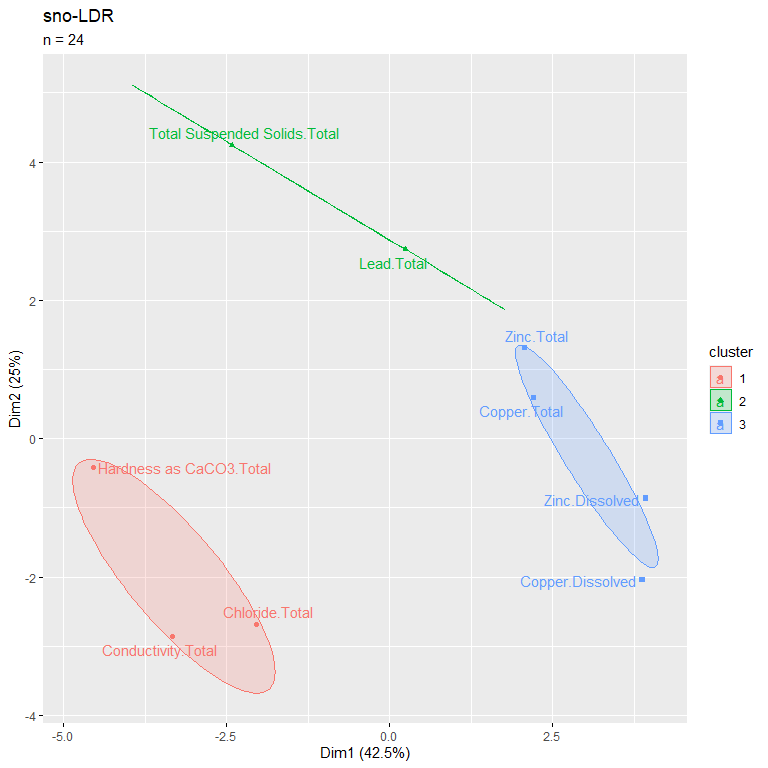 sno-LDR
n = 24
Total Suspended Solids.Total
4
Lead.Total
2
Zinc.Total
cluster
a 1
Copper.Total
a 2
a 3
Dim2 (25%)
0
Hardness as CaCO3.Total
Zinc.Dissolved
-2
Copper.Dissolved
Chloride.Total
Conductivity.Total
-4
-5.0 -2.5 0.0 2.5
Dim1 (42.5%)